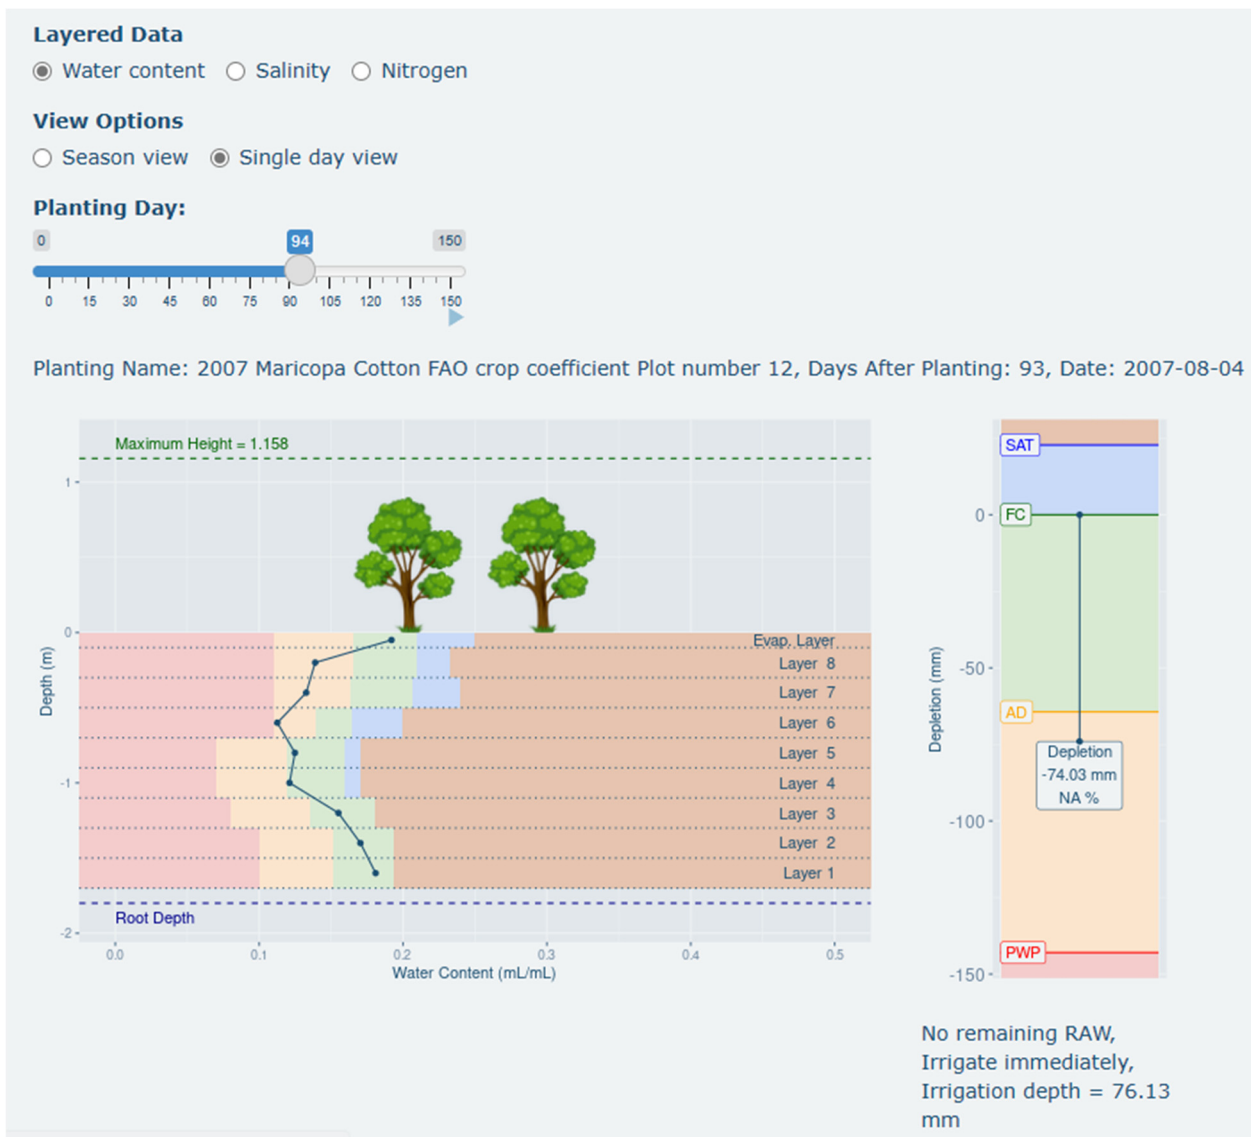 Layered Data
Water content Salinity Nitrogen
View Options
Season view Single day view
Planting Day:
0 94 150
0 15 30 45 60 75 90 105 120 135 150
Planting Name: 2007 Maricopa Cotton FAO crop coefficient Plot number 12, Days After Planting: 93, Date: 2007-08-04
Maximum Height = 1.158
1
0
-1
-2
Depth (m)
Evap. Layer
Layer 8
Layer 7
Layer 6
Layer 5
Layer 4
Layer 3
Layer 2
Layer 1
Root Depth
0.0 0.1 0.2 0.3 0.4 0.5
Water Content (mL/mL)
SAT
FC
AD
PWP
0
-50
-100
-150
Depletion (mm)
Depletion
-74.03 mm
NA %
No remaining RAW,
Irrigate immediately,
Irrigation depth = 76.13
mm